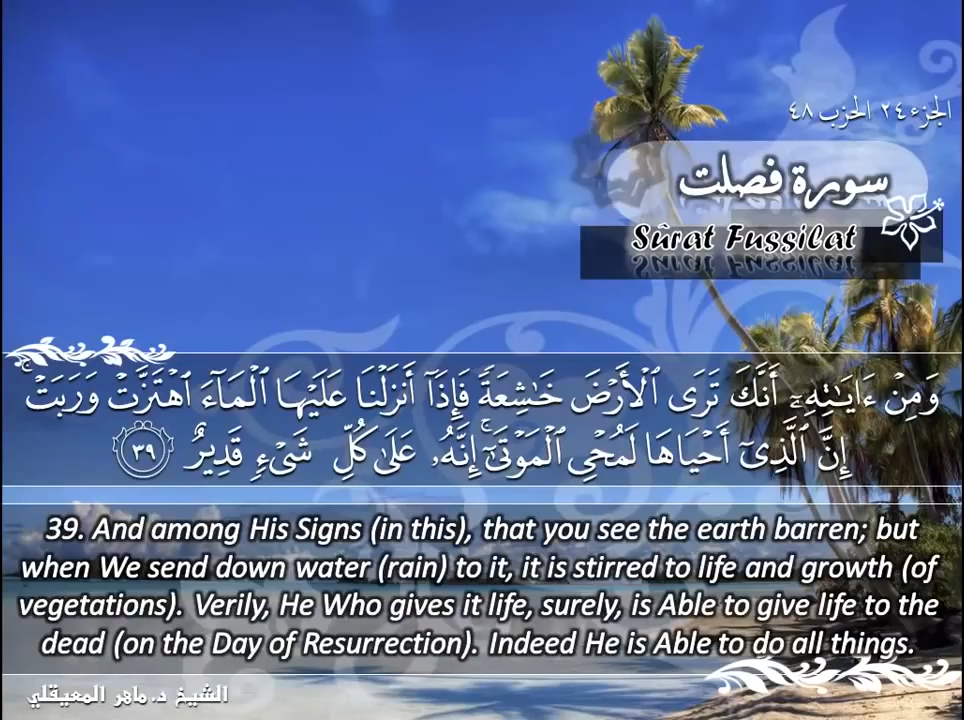 الجزء ٢٤ الحزب ٤٨
سورة فصلت
Sûrat Fussilat
وَمِنْ ءَايَـٰتِهِۦٓ أَنَّكَ تَرَى ٱلْأَرْضَ خَـٰشِعَةً فَإِذَآ أَنزَلْنَا عَلَيْهَا ٱلْمَآءَ ٱهْتَزَّتْ وَرَبَتْ ۚ
إِنَّ ٱلَّذِىٓ أَحْيَاهَا لَمُحْىِ ٱلْمَوْتَىٰٓ ۚ إِنَّهُۥ عَلَىٰ كُلِّ شَىْءٍ قَدِيرٌ ٣٩
39. And among His Signs (in this), that you see the earth barren; but
when We send down water (rain) to it, it is stirred to life and growth (of
vegetations). Verily, He Who gives it life, surely, is Able to give life to the
dead (on the Day of Resurrection). Indeed He is Able to do all things.
الشيخ د. ماهر المعيقلي